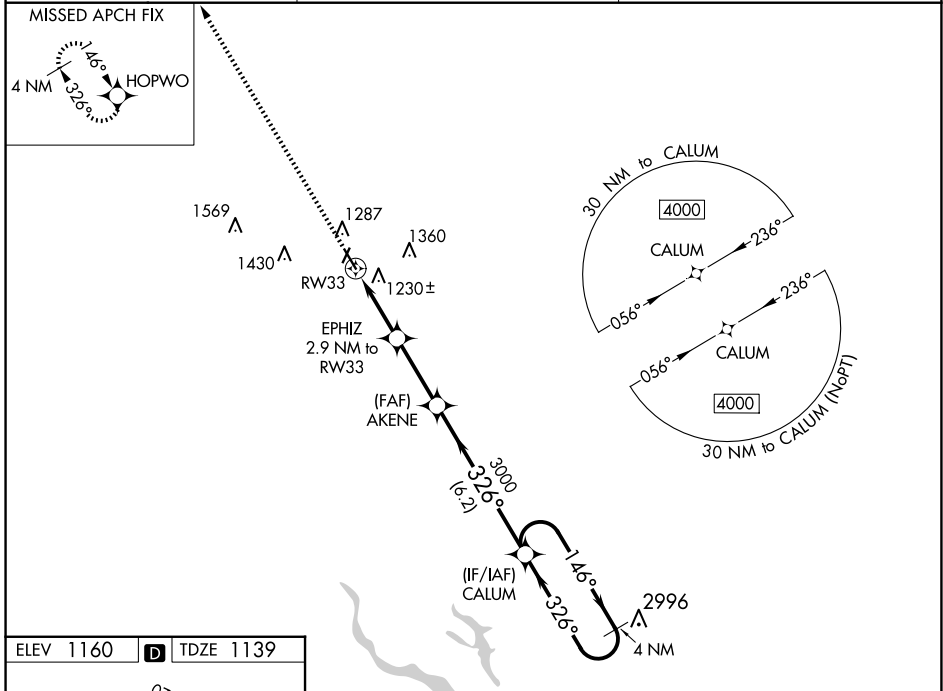 MISSED APCH FIX
146°
HOPWO
4 NM
326°
30 NM to CALUM
4000
CALUM
236°
056°
1569
1287
1430
1360
RW33
1230±
236°
056°
CALUM
4000
30 NM to CALUM (NoPT)
EPHIZ
2.9 NM to
RW33
(FAF)
AKENE
3000
326°
(6.2)
(IF/IAF)
CALUM
146°
326°
2996
4 NM
ELEV 1160
D
TDZE 1139